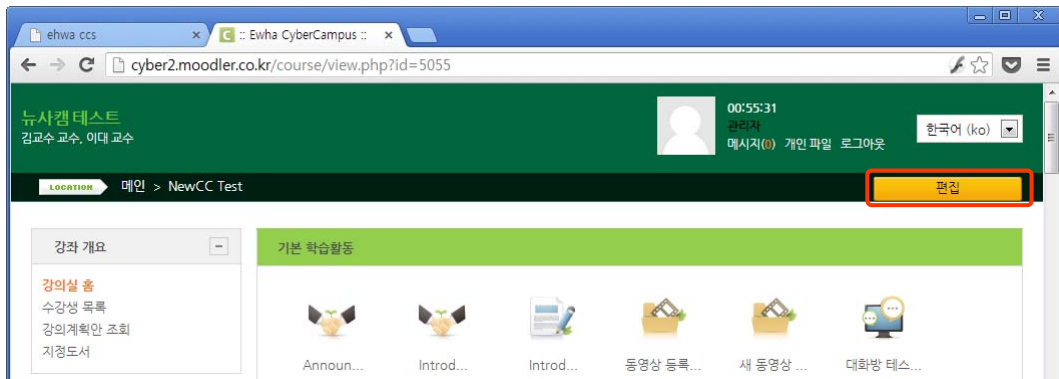 ehwa ccs
:: Ewha CyberCampus ::
cyber2.moodler.co.kr/course/view.php?id=5055
뉴사캠 테스트
김교수 교수, 이대 교수
00:55:31
관리자
메시지(0) 개인 파일 로그아웃
한국어 (ko)
LOCATION 메인 > NewCC Test
편집
강좌 개요
기본 학습활동
강의실 홈
수강생 목록
강의계획안 조회
지정도서
Announ...
Introd...
Introd...
동영상 등록...
새 동영상 ...
대화방 테스...